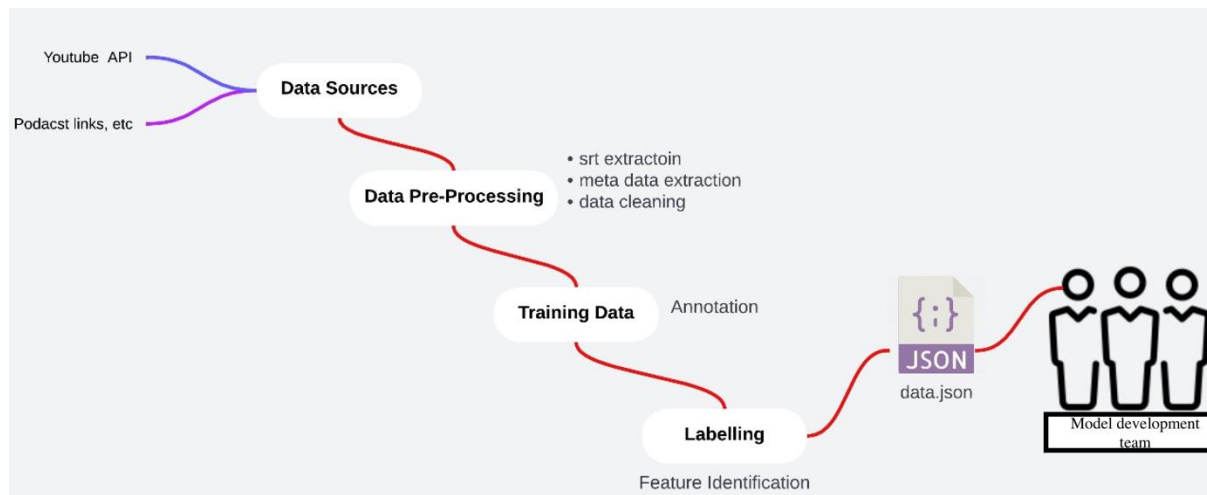 Youtube API
Podacst links, etc
Data Sources
Data Pre-Processing
• srt extractoin
• meta data extraction
• data cleaning
Training Data
Annotation
Labelling
Feature Identification
{;}
JSON
data.json
Model development
team